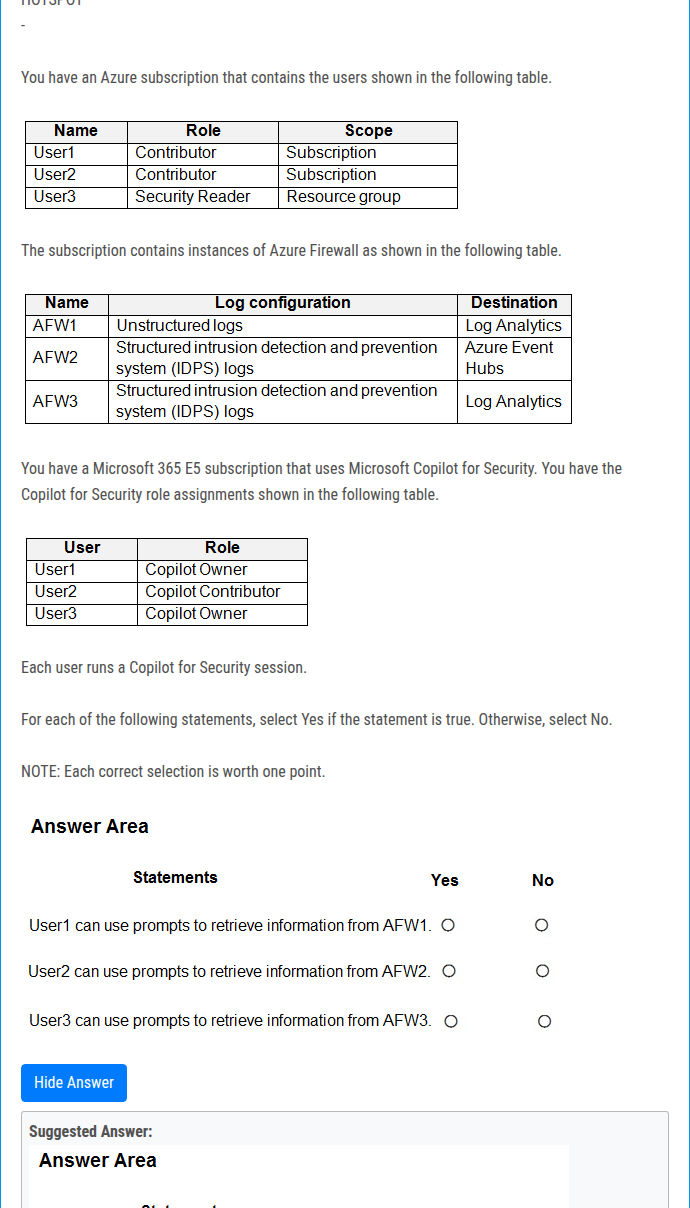 HOTSPOT
-
You have an Azure subscription that contains the users shown in the following table.
Name Role Scope
User1 Contributor Subscription
User2 Contributor Subscription
User3 Security Reader Resource group
The subscription contains instances of Azure Firewall as shown in the following table.
Name Log configuration Destination
AFW1 Unstructured logs Log Analytics
AFW2 Structured intrusion detection and prevention system (IDPS) logs Azure Event Hubs
AFW3 Structured intrusion detection and prevention system (IDPS) logs Log Analytics
You have a Microsoft 365 E5 subscription that uses Microsoft Copilot for Security. You have the
Copilot for Security role assignments shown in the following table.
User Role
User1 Copilot Owner
User2 Copilot Contributor
User3 Copilot Owner
Each user runs a Copilot for Security session.
For each of the following statements, select Yes if the statement is true. Otherwise, select No.
NOTE: Each correct selection is worth one point.
Answer Area
Statements Yes No
User1 can use prompts to retrieve information from AFW1.
User2 can use prompts to retrieve information from AFW2.
User3 can use prompts to retrieve information from AFW3.
Hide Answer
Suggested Answer:
Answer Area